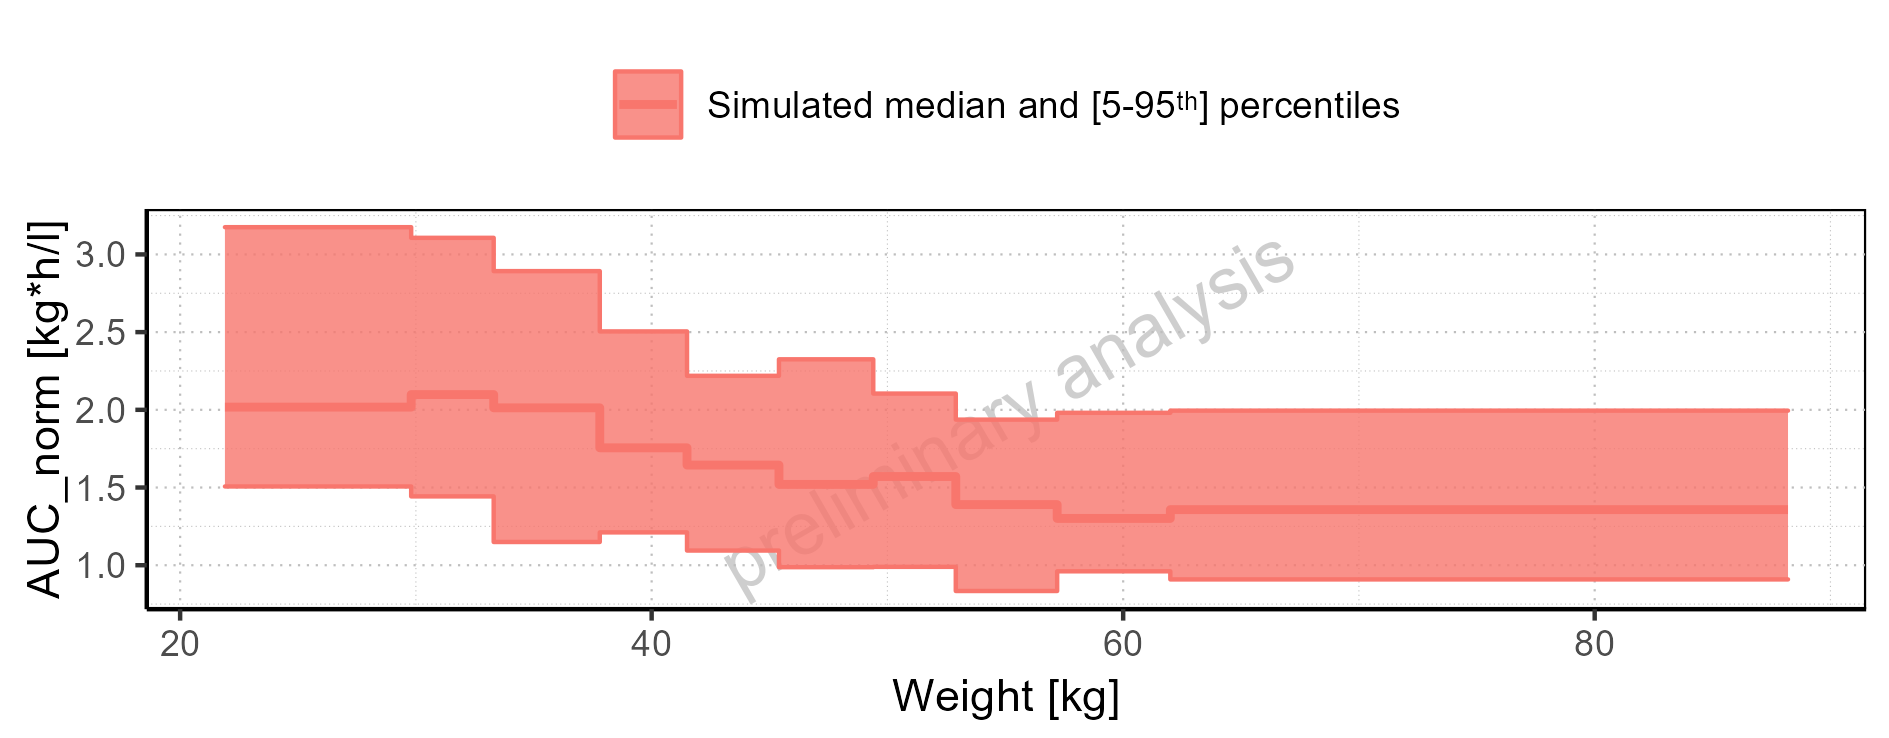 Simulated median and [5-95th] percentiles
AUC_norm [kg*h/l]
3.0
2.5
2.0
1.5
1.0
preliminary analysis
20 40 60 80
Weight [kg]